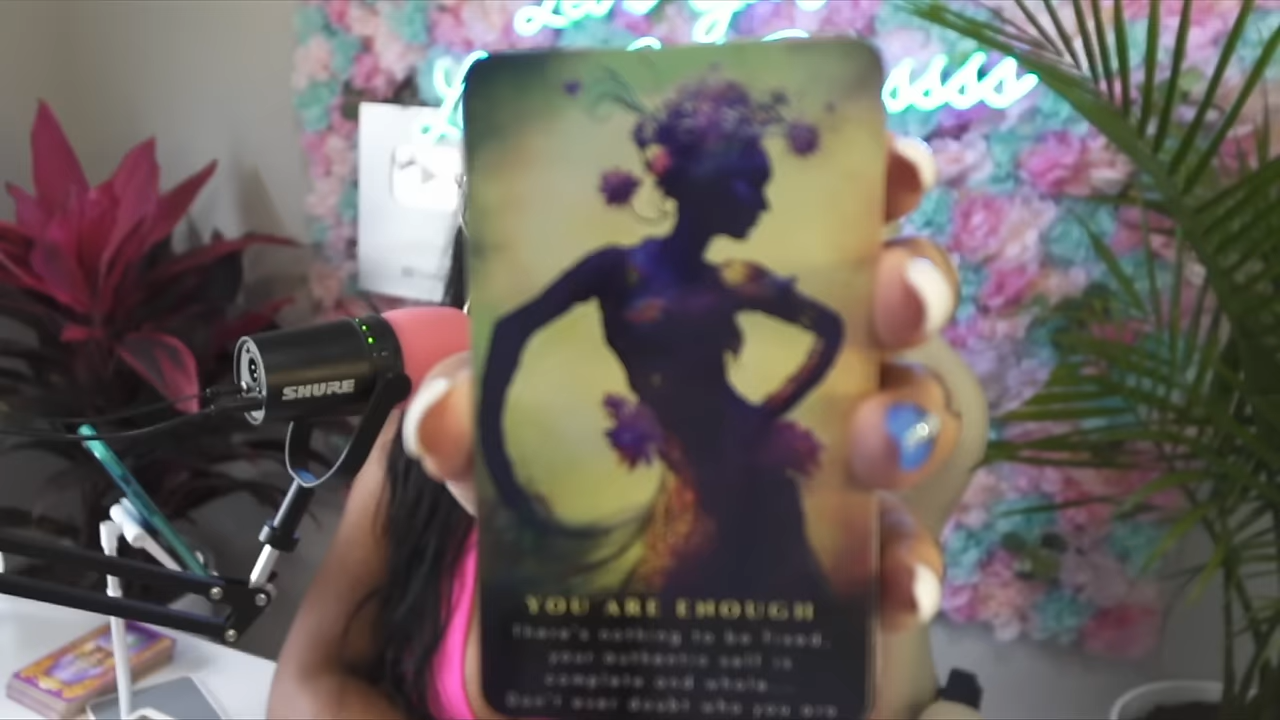 ssss
SHURE
YOU ARE ENOUGH
There's nothing to be fixed,
your authentic self is
complete and whole...
Don't ever doubt who you are